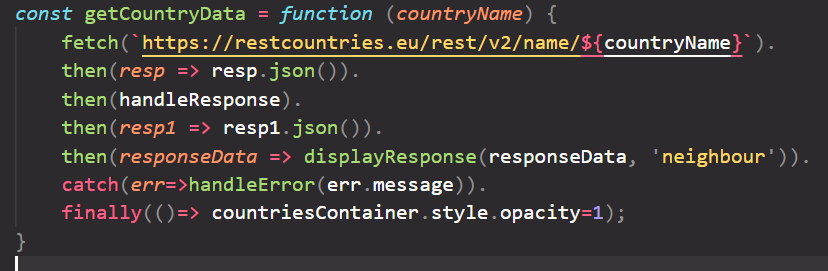 const getCountryData = function (countryName) {
    fetch(`https://restcountries.eu/rest/v2/name/${countryName}`).
    then(resp => resp.json()).
    then(handleResponse).
    then(resp1 => resp1.json()).
    then(responseData => displayResponse(responseData, 'neighbour')).
    catch(err=>handleError(err.message)).
    finally(()=> countriesContainer.style.opacity=1);
}